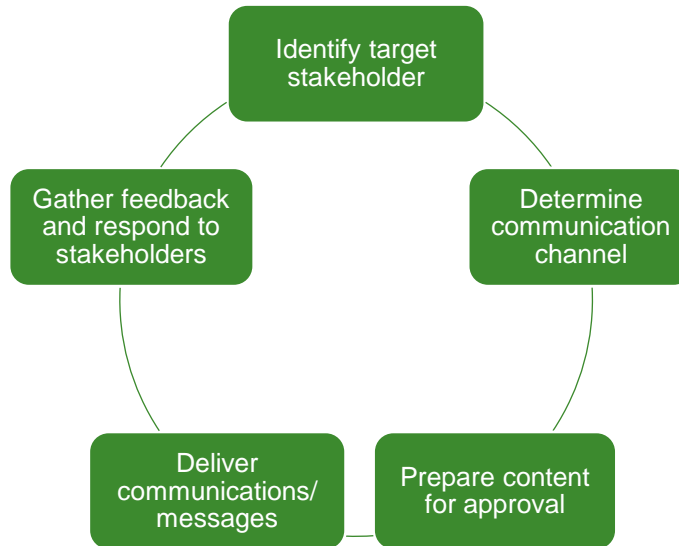 Identify target
stakeholder
Determine
communication
channel
Prepare content
for approval
Deliver
communications/
messages
Gather feedback
and respond to
stakeholders